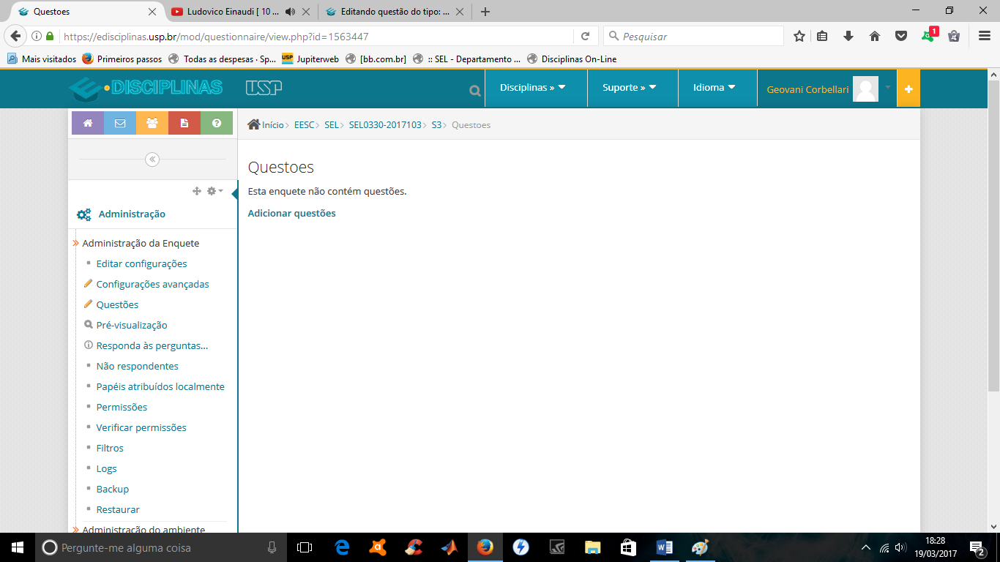 Questoes
Ludovico Einaudi [ 10 ...
Editando questão do tipo: ...
https://edisciplinas.usp.br/mod/questionnaire/view.php?id=1563447
Pesquisar
1
Mais visitados
Primeiros passos
Todas as despesas · Sp...
USP
Jupiterweb
[bb.com.br]
:: SEL - Departamento ...
Disciplinas On-Line
DISCIPLINAS
USP
Disciplinas »
Suporte »
Idioma
Geovani Corbellari
Início
EESC
SEL
SEL0330-2017103
S3
Questoes
Questoes
Esta enquete não contém questões.
Adicionar questões
Administração
Administração da Enquete
Editar configurações
Configurações avançadas
Questões
Pré-visualização
Responda às perguntas...
Não respondentes
Papéis atribuídos localmente
Permissões
Verificar permissões
Filtros
Logs
Backup
Restaurar
Administração do ambiente
Pergunte-me alguma coisa
18:28
19/03/2017
2